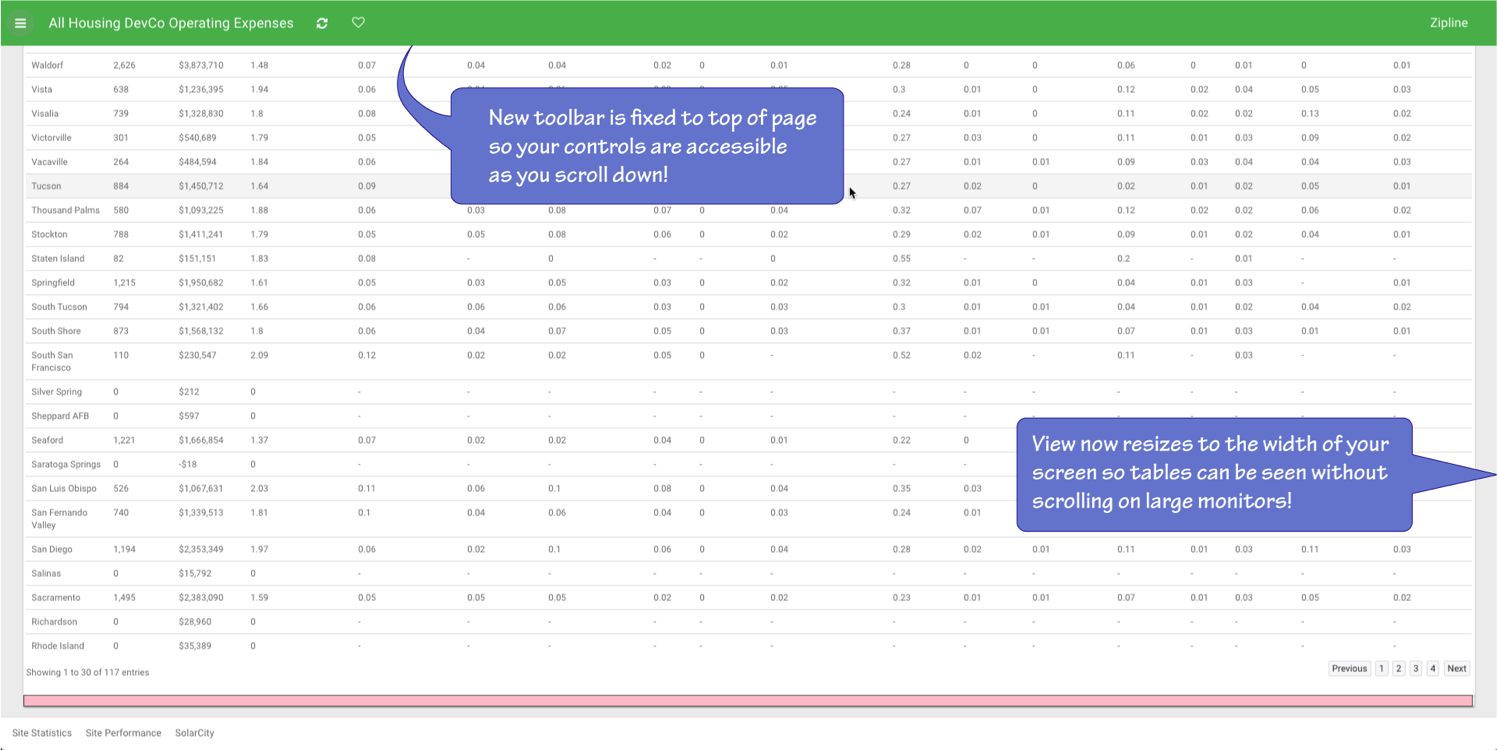 All Housing DevCo Operating Expenses Zipline
Waldorf 2,626 $3,873,710 1.48 0.07 0.04 0.04 0.02 0 0.01 0.28 0 0 0.06 0 0.01 0 0.01
Vista 638 $1,236,395 1.94 0.06 0.3 0.01 0 0.12 0.02 0.04 0.05 0.03
Visalia 739 $1,328,830 1.8 0.08 0.24 0.01 0 0.11 0.02 0.02 0.13 0.02
Victorville 301 $540,689 1.79 0.05 0.27 0.03 0 0.11 0.01 0.03 0.09 0.02
Vacaville 264 $484,594 1.84 0.06 0.27 0.01 0.01 0.09 0.03 0.04 0.04 0.03
Tucson 884 $1,450,712 1.64 0.09 0.27 0.02 0 0.02 0.01 0.02 0.05 0.01
New toolbar is fixed to top of page
so your controls are accessible
as you scroll down!
Thousand Palms 580 $1,093,225 1.88 0.06 0.03 0.08 0.07 0 0.04 0.32 0.07 0.01 0.12 0.02 0.02 0.06 0.02
Stockton 788 $1,411,241 1.79 0.05 0.05 0.08 0.06 0 0.02 0.29 0.02 0.01 0.09 0.01 0.02 0.04 0.01
Staten Island 82 $151,151 1.83 0.08 - 0 - - 0 0.55 - - 0.2 - 0.01 - -
Springfield 1,215 $1,950,682 1.61 0.05 0.03 0.05 0.03 0 0.02 0.32 0.01 0 0.04 0.01 0.03 - 0.01
South Tucson 794 $1,321,402 1.66 0.06 0.06 0.06 0.03 0 0.03 0.3 0.01 0.01 0.04 0.01 0.02 0.04 0.02
South Shore 873 $1,568,132 1.8 0.06 0.04 0.07 0.05 0 0.03 0.37 0.01 0.01 0.07 0.01 0.03 0.01 0.01
South San 110 $230,547 2.09 0.12 0.02 0.02 0.05 0 - 0.52 0.02 - 0.11 - 0.03 - -
Francisco
Silver Spring 0 $212 0 - - - - - - - - - - - - - -
Sheppard AFB 0 $597 0 - - - - - - - - - - - - - -
Seaford 1,221 $1,666,854 1.37 0.07 0.02 0.02 0.04 0 0.01 0.22 0
Saratoga Springs 0 -$18 0 - - - - - - - -
San Luis Obispo 526 $1,067,631 2.03 0.11 0.06 0.1 0.08 0 0.04 0.35 0.03
San Fernando 740 $1,339,513 1.81 0.1 0.04 0.06 0.04 0 0.03 0.24 0.01
Valley
View now resizes to the width of your
screen so tables can be seen without
scrolling on large monitors!
San Diego 1,194 $2,353,349 1.97 0.06 0.02 0.1 0.06 0 0.04 0.28 0.02 0.01 0.11 0.01 0.03 0.11 0.03
Salinas 0 $15,792 0 - - - - - - - - - - - - - -
Sacramento 1,495 $2,383,090 1.59 0.05 0.05 0.05 0.02 0 0.02 0.23 0.01 0.01 0.07 0.01 0.03 0.05 0.02
Richardson 0 $28,960 0 - - - - - - - - - - - - - -
Rhode Island 0 $35,389 0 - - - - - - - - - - - - - -
Showing 1 to 30 of 117 entries Previous 1 2 3 4 Next
Site Statistics Site Performance SolarCity